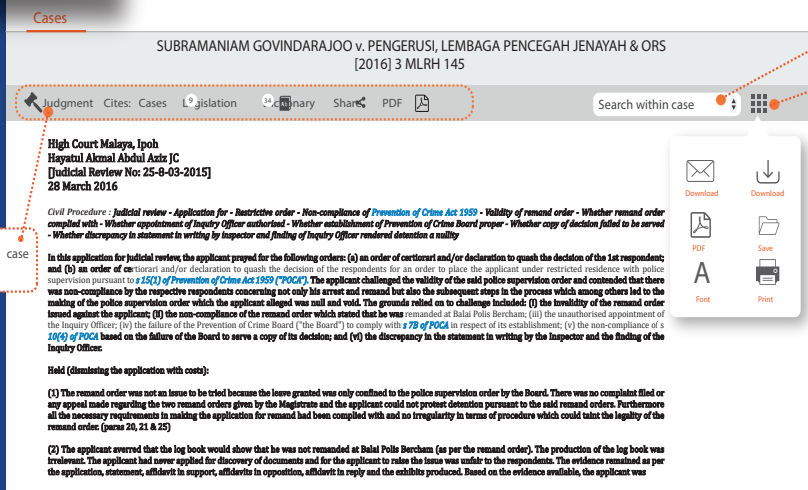 Cases
SUBRAMANIAM GOVINDARAJOO v. PENGERUSI, LEMBAGA PENCEGAH JENAYAH & ORS
[2016] 3 MLRH 145
Judgment Cites: Cases 9 Legislation 34 Dictionary Share PDF
Search within case
High Court Malaya, Ipoh
Hayatul Akmal Abdul Aziz JC
[Judicial Review No: 25-8-03-2015]
28 March 2016
Download Download
PDF Save
A
Font Print
case
Civil Procedure : Judicial review - Application for - Restrictive order - Non-compliance of Prevention of Crime Act 1959 - Validity of remand order - Whether remand order
complied with - Whether appointment of Inquiry Officer authorised - Whether establishment of Prevention of Crime Board proper - Whether copy of decision failed to be served
- Whether discrepancy in statement in writing by inspector and finding of Inquiry Officer rendered detention a nullity
In this application for judicial review, the applicant prayed for the following orders: (a) an order of certiorari and/or declaration to quash the decision of the 1st respondent;
and (b) an order of certiorari and/or declaration to quash the decision of the respondents for an order to place the applicant under restricted residence with police
supervision pursuant to s 15(1) of Prevention of Crime Act 1959 ("POCA"). The applicant challenged the validity of the said police supervision order and contended that there
was non-compliance by the respective respondents concerning not only his arrest and remand but also the subsequent steps in the process which among others led to the
making of the police supervision order which the applicant alleged was null and void. The grounds relied on to challenge included: (i) the invalidity of the remand order
issued against the applicant; (ii) the non-compliance of the remand order which stated that he was remanded at Balai Polis Bercham; (iii) the unauthorised appointment of
the Inquiry Officer; (iv) the failure of the Prevention of Crime Board ("the Board") to comply with s 7B of POCA in respect of its establishment; (v) the non-compliance of s
10(4) of POCA based on the failure of the Board to serve a copy of its decision; and (vi) the discrepancy in the statement in writing by the Inspector and the finding of the
Inquiry Officer.
Held (dismissing the application with costs):
(1) The remand order was not an issue to be tried because the leave granted was only confined to the police supervision order by the Board. There was no complaint filed or
any appeal made regarding the two remand orders given by the Magistrate and the applicant could not protest detention pursuant to the said remand orders. Furthermore
all the necessary requirements in making the application for remand had been complied with and no irregularity in terms of procedure which could taint the legality of the
remand order. (paras 20, 21 & 25)
(2) The applicant averred that the log book would show that he was not remanded at Balai Polis Bercham (as per the remand order). The production of the log book was
irrelevant. The applicant had never applied for discovery of documents and for the applicant to raise the issue was unfair to the respondents. The evidence remained as per
the application, statement, affidavit in support, affidavits in opposition, affidavit in reply and the exhibits produced. Based on the evidence available, the applicant was